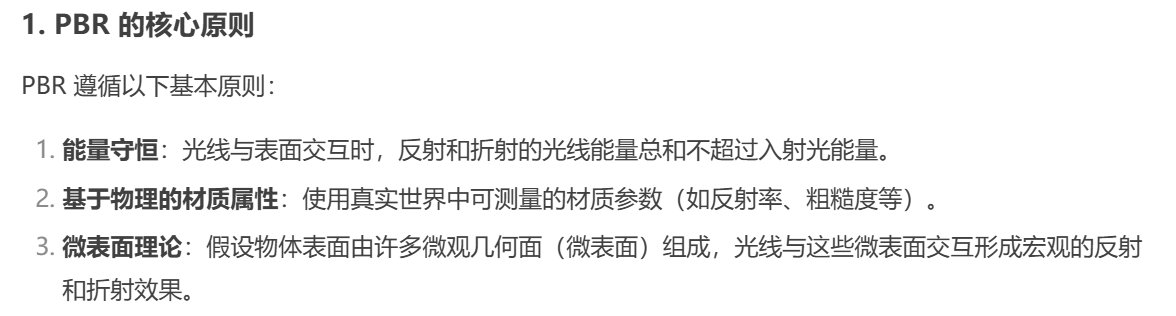 1. PBR 的核心原则
PBR 遵循以下基本原则：
1. 能量守恒：光线与表面交互时，反射和折射的光线能量总和不超过入射光能量。
2. 基于物理的材质属性：使用真实世界中可测量的材质参数（如反射率、粗糙度等）。
3. 微表面理论：假设物体表面由许多微观几何面（微表面）组成，光线与这些微表面交互形成宏观的反射
和折射效果。